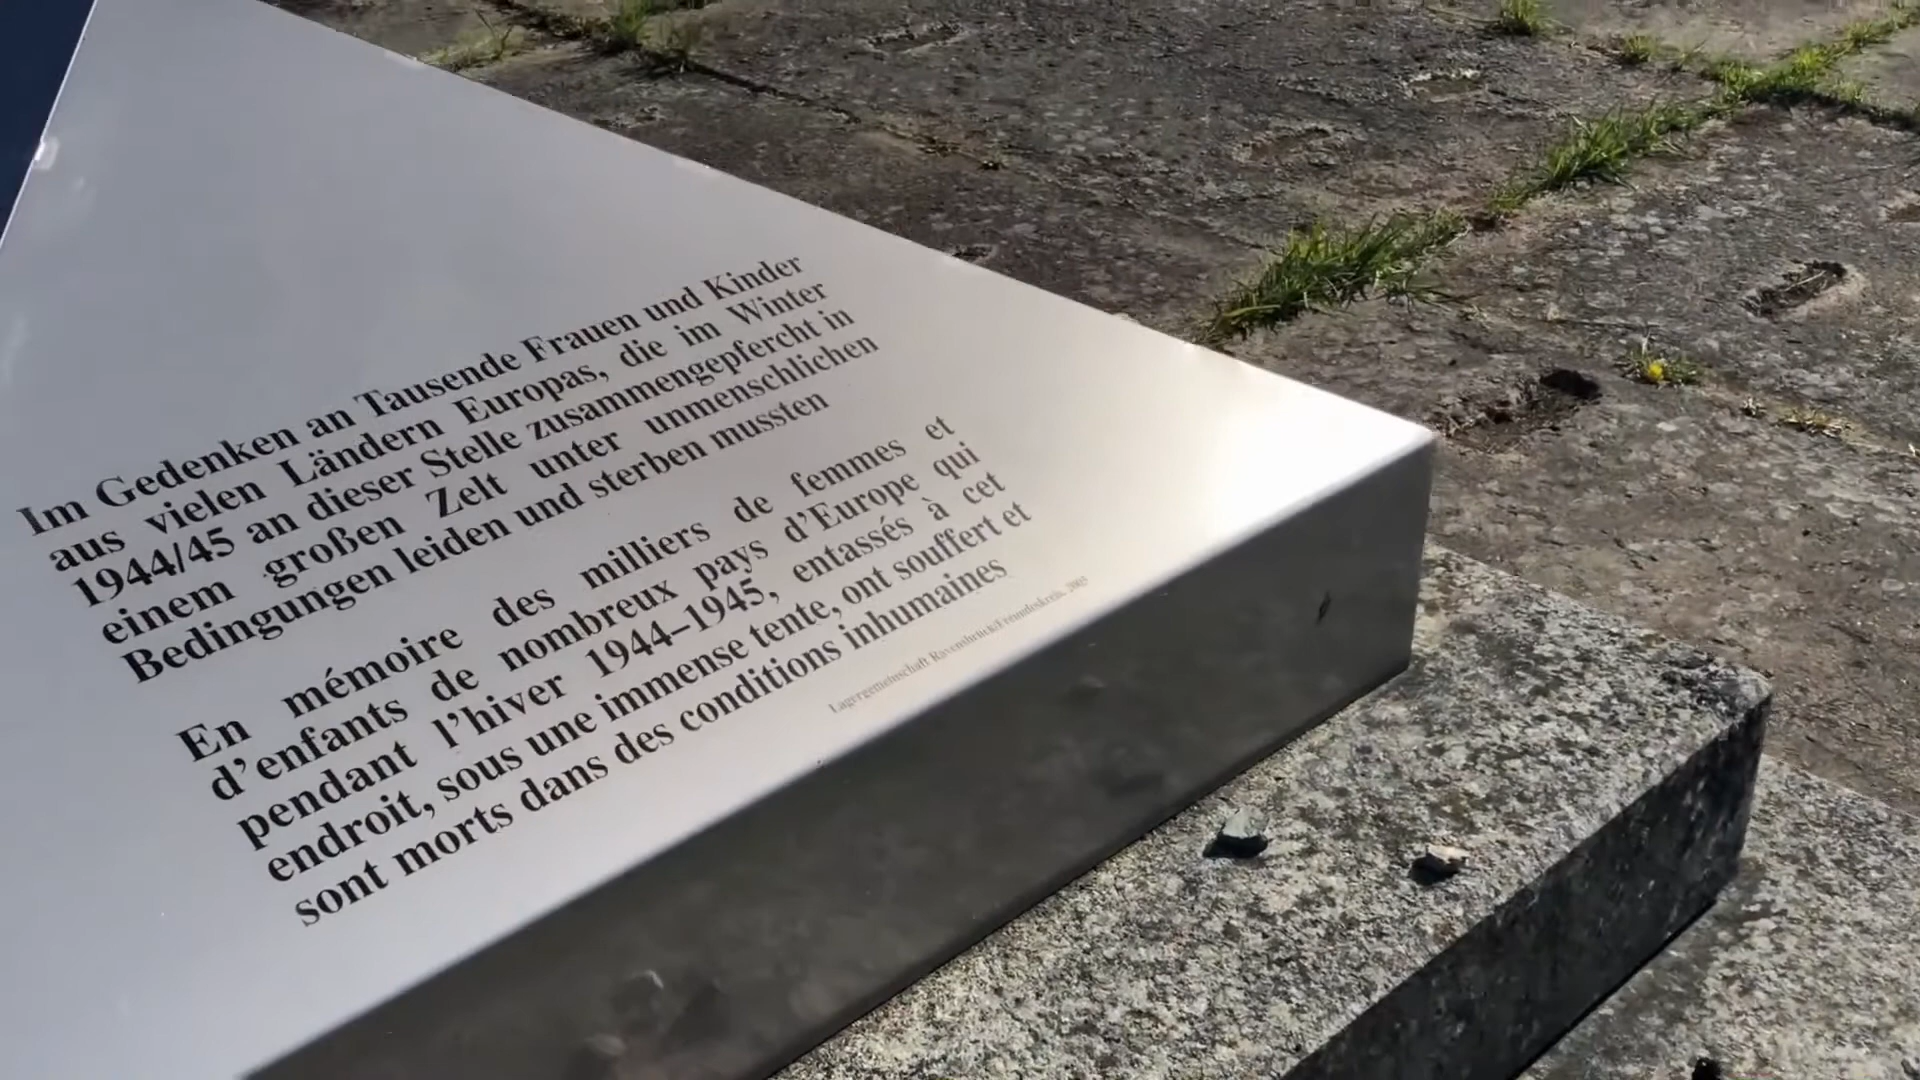 Im Gedenken an Tausende Frauen und Kinder
aus vielen Ländern Europas, die im Winter
1944/45 an dieser Stelle zusammengepfercht in
einem großen Zelt unter unmenschlichen
Bedingungen leiden und sterben mussten
En mémoire des milliers de femmes et
d'enfants de nombreux pays d'Europe qui
pendant l'hiver 1944–1945, entassés à cet
endroit, sous une immense tente, ont souffert et
sont morts dans des conditions inhumaines
Lagergemeinschaft Ravensbrück/Freundeskreis, 2005